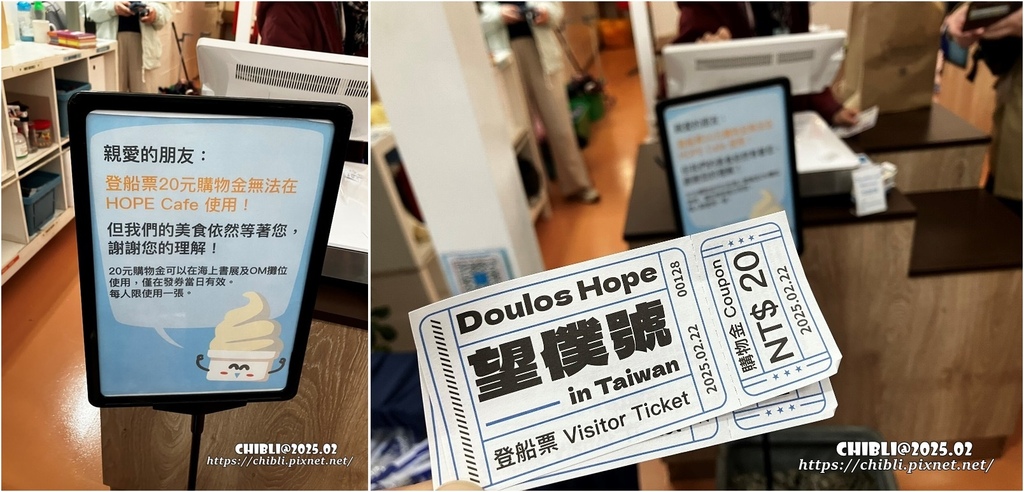 親愛的朋友：
登船票20元購物金無法在
HOPE Cafe 使用！
但我們的美食依然等著您，
謝謝您的理解！
20元購物金可以在海上書展及OM攤位
使用，僅在發券當日有效。
每人限使用一張。
CHIBLI@2025.02
https://chibli.pixnet.net/
親愛的朋友：
Doulos Hope
望僕號
in Taiwan
登船票 Visitor Ticket
00128
2025.02.22
購物金 Coupon
NT$ 20
2025.02.22
CHIBLI@2025.02
https://chibli.pixnet.net/